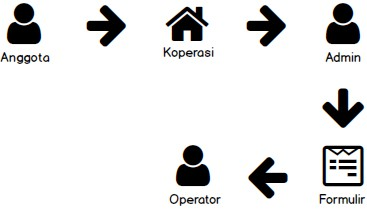 Anggota
Koperasi
Admin
Operator
Formulir